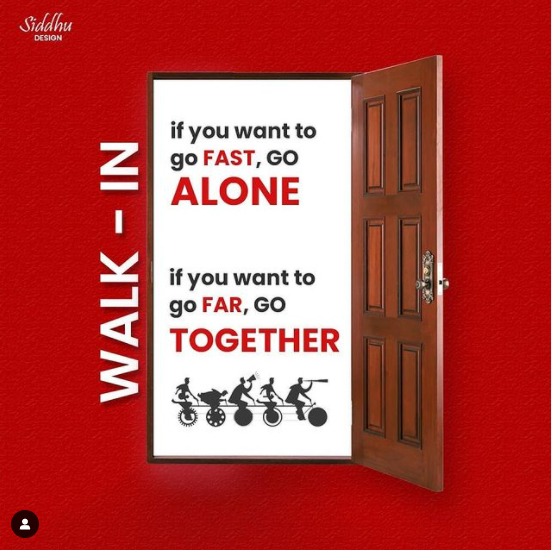 Siddhu
DESIGN
WALK - IN
if you want to
go FAST, GO
ALONE
if you want to
go FAR, GO
TOGETHER